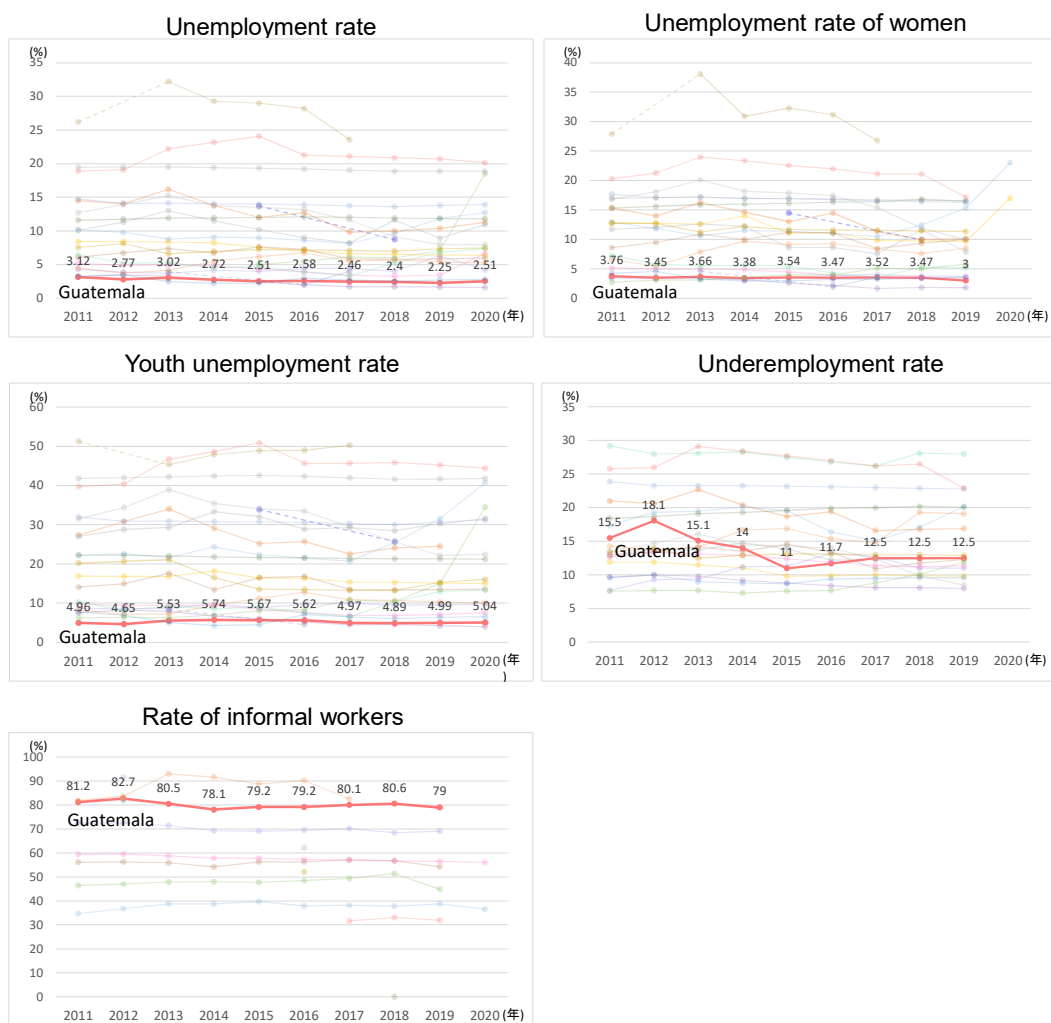 Unemployment rate
(%)
35
30
25
20
15
10
5
0
3.12 2.77 3.02 2.72 2.51 2.58 2.46 2.4 2.25 2.51
Guatemala
2011 2012 2013 2014 2015 2016 2017 2018 2019 2020 (年)
Unemployment rate of women
(%)
40
35
30
25
20
15
10
5
0
3.76 3.45 3.66 3.38 3.54 3.47 3.52 3.47 3
Guatemala
2011 2012 2013 2014 2015 2016 2017 2018 2019 2020 (年)
Youth unemployment rate
(%)
60
50
40
30
20
10
0
4.96 4.65 5.53 5.74 5.67 5.62 4.97 4.89 4.99 5.04
Guatemala
2011 2012 2013 2014 2015 2016 2017 2018 2019 2020 (年
)
Underemployment rate
(%)
35
30
25
20
15
10
5
0
15.5 18.1 15.1 14 11 11.7 12.5 12.5 12.5
Guatemala
2011 2012 2013 2014 2015 2016 2017 2018 2019 2020 (年)
Rate of informal workers
(%)
100
90
80
70
60
50
40
30
20
10
0
81.2 82.7 80.5 78.1 79.2 79.2 80.1 80.6 79
Guatemala
2011 2012 2013 2014 2015 2016 2017 2018 2019 2020 (年)